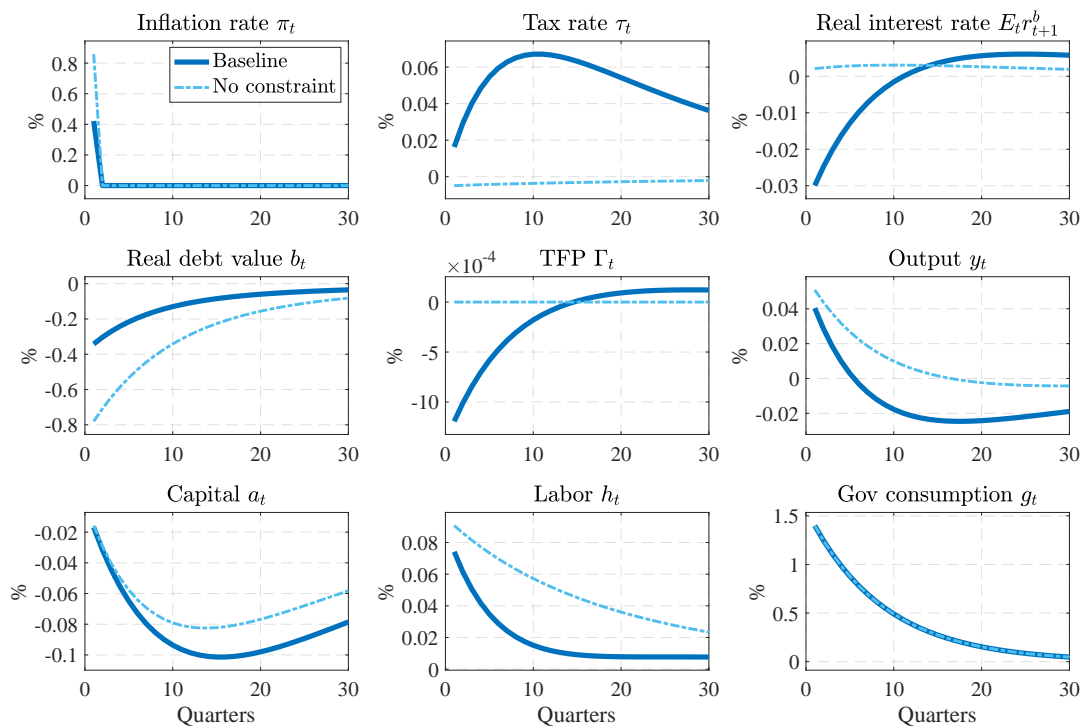 Inflation rate π_t
Tax rate τ_t
Real interest rate E_t r^b_{t+1}
Baseline
No constraint
%
0.8
0.6
0.4
0.2
0
0 10 20 30
%
0.06
0.04
0.02
0
0 10 20 30
%
0
-0.01
-0.02
-0.03
0 10 20 30
Real debt value b_t
TFP Γ_t
Output y_t
%
0
-0.2
-0.4
-0.6
-0.8
0 10 20 30
×10^-4
%
0
-5
-10
0 10 20 30
%
0.04
0.02
0
-0.02
0 10 20 30
Capital a_t
Labor h_t
Gov consumption g_t
%
-0.02
-0.04
-0.06
-0.08
-0.1
0 10 20 30
Quarters
%
0.08
0.06
0.04
0.02
0
0 10 20 30
Quarters
%
1.5
1
0.5
0
0 10 20 30
Quarters